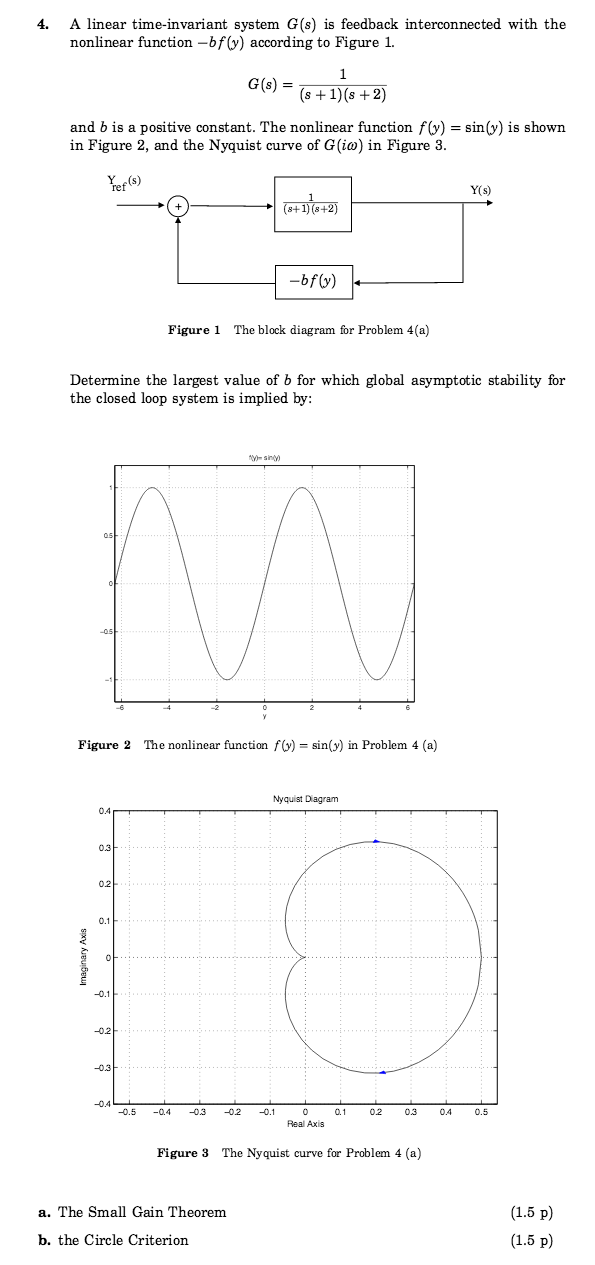 4. A linear time-invariant system G(s) is feedback interconnected with the
nonlinear function −bf(y) according to Figure 1.
G(s) = 1 / ((s + 1)(s + 2))
and b is a positive constant. The nonlinear function f(y) = sin(y) is shown
in Figure 2, and the Nyquist curve of G(iω) in Figure 3.
Y_ref(s)
+
1 / ((s+1)(s+2))
Y(s)
−bf(y)
Figure 1 The block diagram for Problem 4(a)
Determine the largest value of b for which global asymptotic stability for
the closed loop system is implied by:
f(y)= sin(y)
1
0.5
0
−0.5
−1
−6 −4 −2 0 2 4 6
y
Figure 2 The nonlinear function f(y) = sin(y) in Problem 4 (a)
Nyquist Diagram
0.4
0.3
0.2
0.1
0
−0.1
−0.2
−0.3
−0.4
Imaginary Axis
−0.5 −0.4 −0.3 −0.2 −0.1 0 0.1 0.2 0.3 0.4 0.5
Real Axis
Figure 3 The Nyquist curve for Problem 4 (a)
a. The Small Gain Theorem (1.5 p)
b. the Circle Criterion (1.5 p)